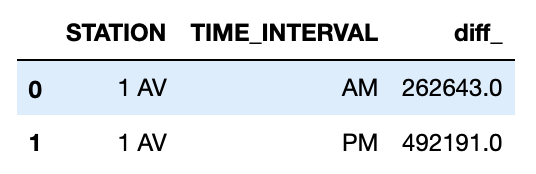 STATION TIME_INTERVAL diff_
0 1 AV AM 262643.0
1 1 AV PM 492191.0